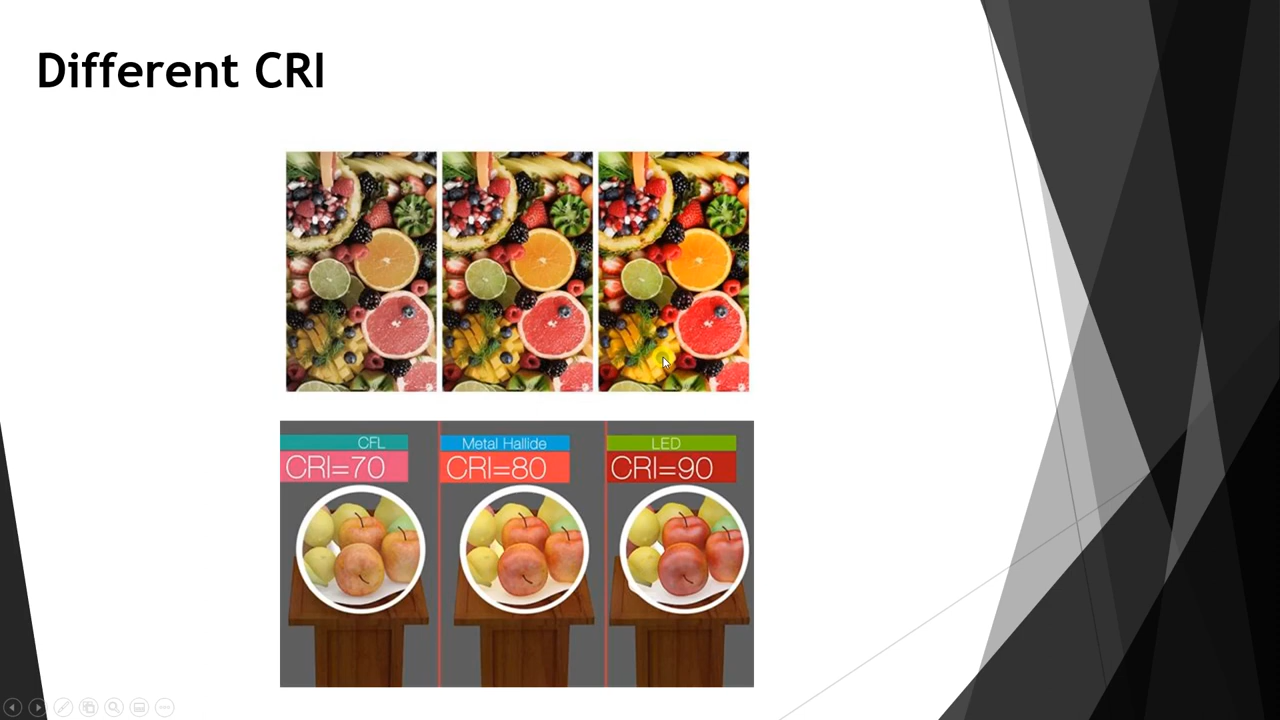 Different CRI
CFL
CRI=70
Metal Hallide
CRI=80
LED
CRI=90